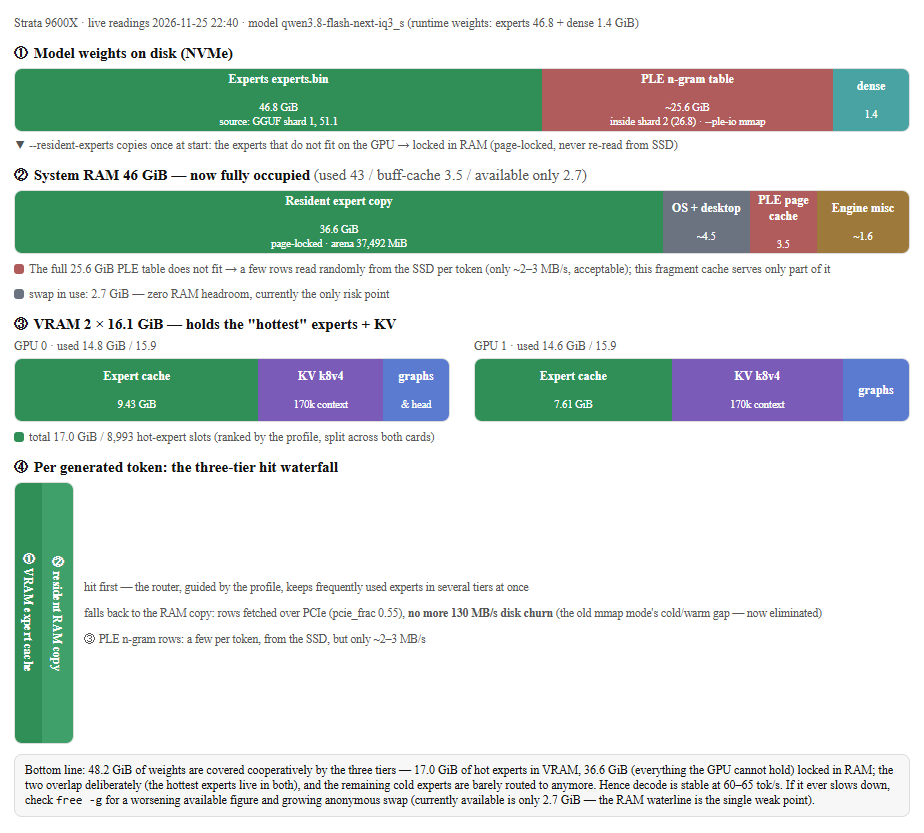 Strata 9600X · live readings 2026-11-25 22:40 · model qwen3.8-flash-next-iq3_s (runtime weights: experts 46.8 + dense 1.4 GiB)
① Model weights on disk (NVMe)
Experts experts.bin
46.8 GiB
source: GGUF shard 1, 51.1
PLE n-gram table
~25.6 GiB
inside shard 2 (26.8) · --ple-io mmap
dense
1.4
▼ --resident-experts copies once at start: the experts that do not fit on the GPU → locked in RAM (page-locked, never re-read from SSD)
② System RAM 46 GiB — now fully occupied (used 43 / buff-cache 3.5 / available only 2.7)
Resident expert copy
36.6 GiB
page-locked · arena 37,492 MiB
OS + desktop
~4.5
PLE page
cache
3.5
Engine misc
~1.6
The full 25.6 GiB PLE table does not fit → a few rows read randomly from the SSD per token (only ~2–3 MB/s, acceptable); this fragment cache serves only part of it
swap in use: 2.7 GiB — zero RAM headroom, currently the only risk point
③ VRAM 2 × 16.1 GiB — holds the "hottest" experts + KV
GPU 0 · used 14.8 GiB / 15.9
Expert cache
9.43 GiB
KV k8v4
170k context
graphs
& head
GPU 1 · used 14.6 GiB / 15.9
Expert cache
7.61 GiB
KV k8v4
170k context
graphs
total 17.0 GiB / 8,993 hot-expert slots (ranked by the profile, split across both cards)
④ Per generated token: the three-tier hit waterfall
① VRAM expert cache
② resident RAM copy
hit first — the router, guided by the profile, keeps frequently used experts in several tiers at once
falls back to the RAM copy: rows fetched over PCIe (pcie_frac 0.55), no more 130 MB/s disk churn (the old mmap mode's cold/warm gap — now eliminated)
③ PLE n-gram rows: a few per token, from the SSD, but only ~2–3 MB/s
Bottom line: 48.2 GiB of weights are covered cooperatively by the three tiers — 17.0 GiB of hot experts in VRAM, 36.6 GiB (everything the GPU cannot hold) locked in RAM; the
two overlap deliberately (the hottest experts live in both), and the remaining cold experts are barely routed to anymore. Hence decode is stable at 60–65 tok/s. If it ever slows down,
check free -g for a worsening available figure and growing anonymous swap (currently available is only 2.7 GiB — the RAM waterline is the single weak point).